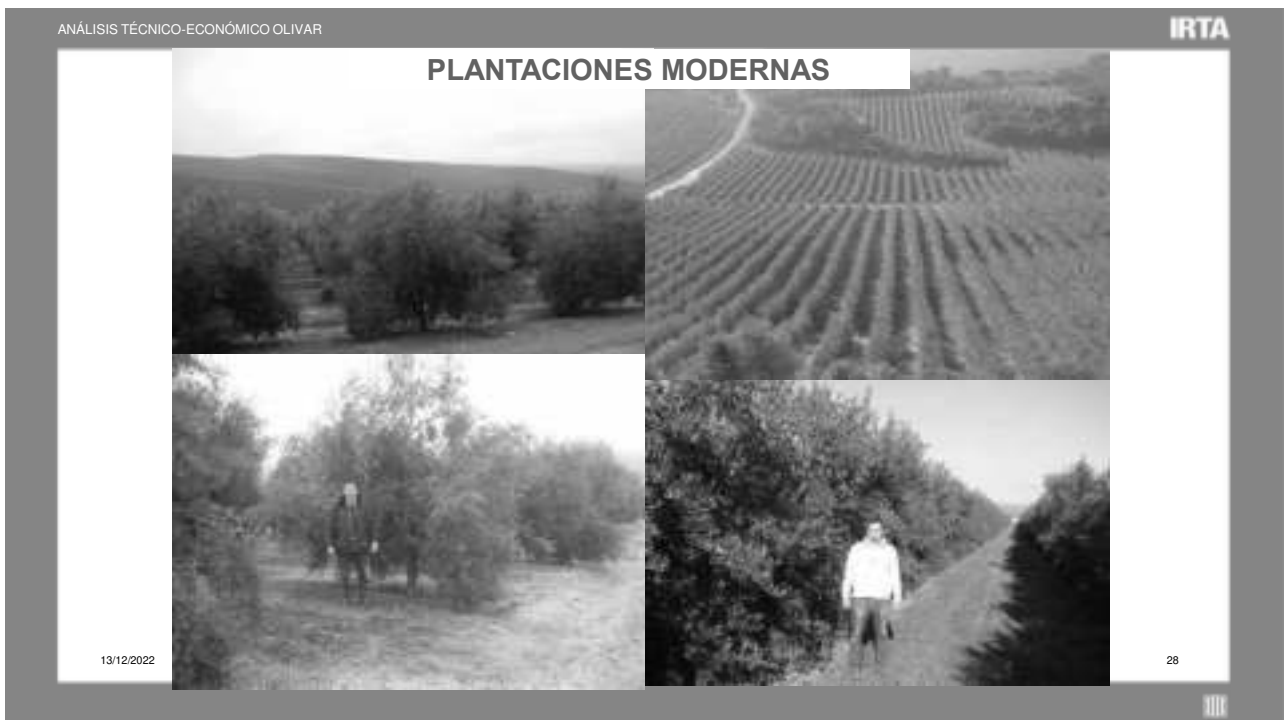 ANÁLISIS TÉCNICO-ECONÓMICO OLIVAR
IRTA
PLANTACIONES MODERNAS
13/12/2022
28